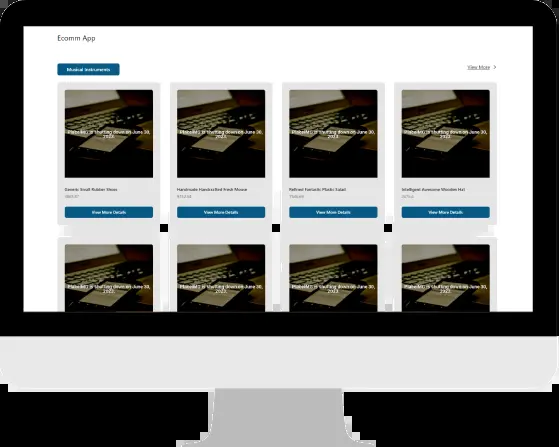 Ecomm App
Musical Instruments
View More >
PlaceIMG is shutting down on June 30,
2023.
PlaceIMG is shutting down on June 30,
2023.
PlaceIMG is shutting down on June 30,
2023.
PlaceIMG is shutting down on June 30,
2023.
Generic Small Rubber Shoes
Handmade Handcrafted Fresh Mouse
Refined Fantastic Plastic Salad
Intelligent Awesome Wooden Hat
View More Details
View More Details
View More Details
View More Details
PlaceIMG is shutting down on June 30,
2023.
PlaceIMG is shutting down on June 30,
2023.
PlaceIMG is shutting down on June 30,
2023.
PlaceIMG is shutting down on June 30,
2023.